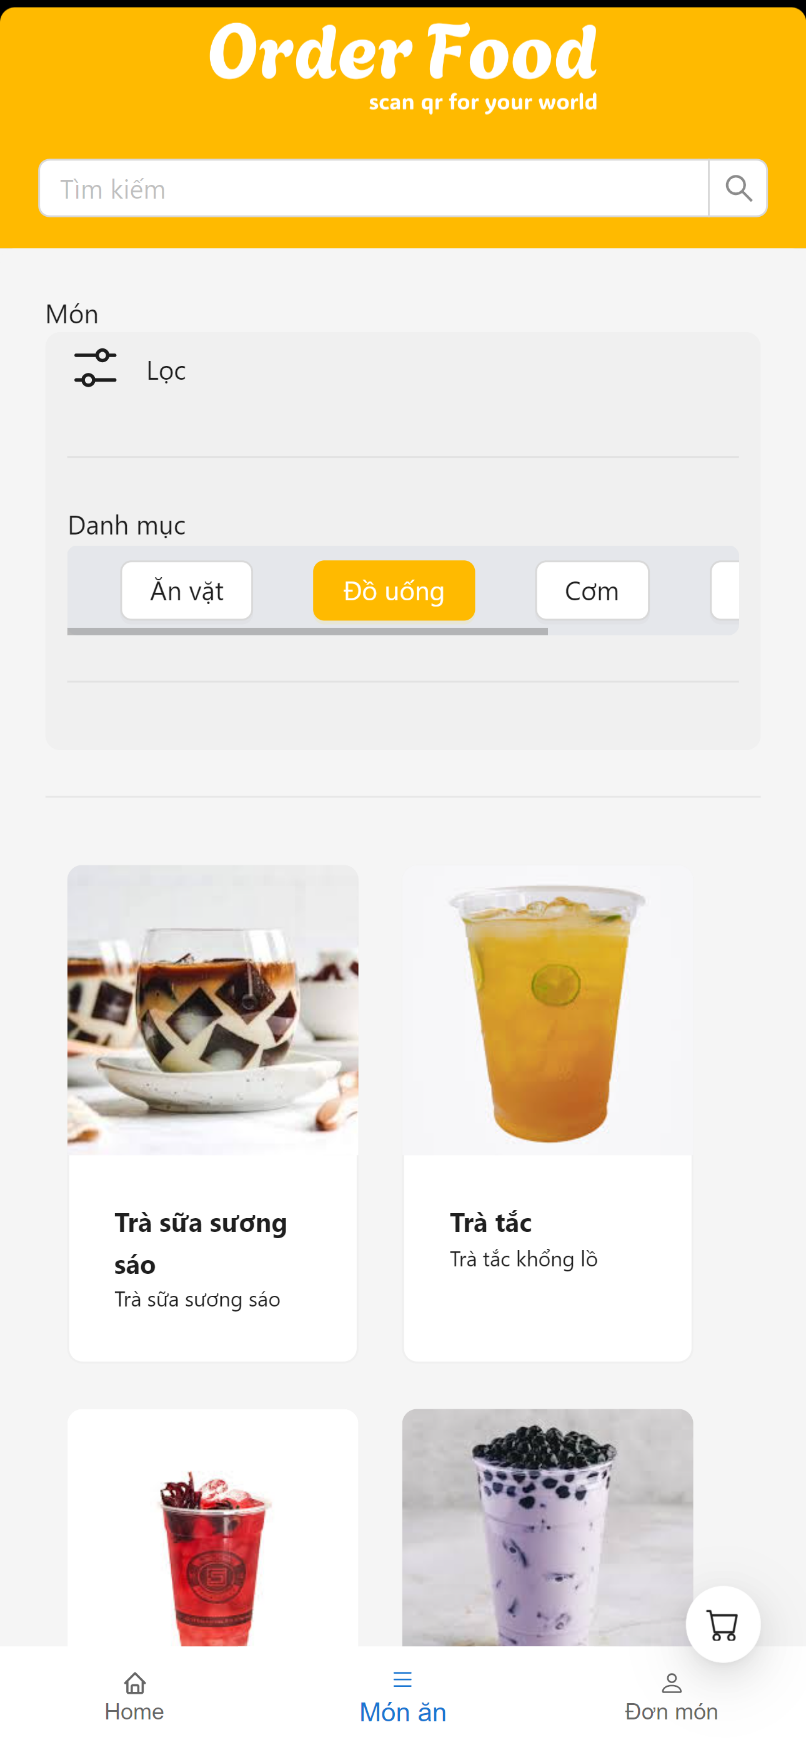 Order Food
scan qr for your world
Tìm kiếm
Món
Lọc
Danh mục
Ăn vặt
Đồ uống
Cơm
Trà sữa sương
sáo
Trà sữa sương sáo
Trà tắc
Trà tắc khổng lồ
Home
Món ăn
Đơn món